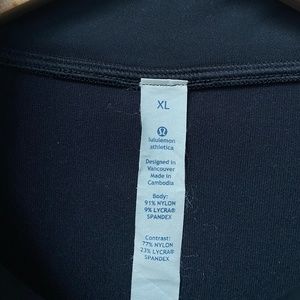 XL
lululemon
athletica
Designed in
Vancouver
Made in
Cambodia
Body:
91% NYLON
9% LYCRA®
SPANDEX
Contrast:
77% NYLON
23% LYCRA®
SPANDEX